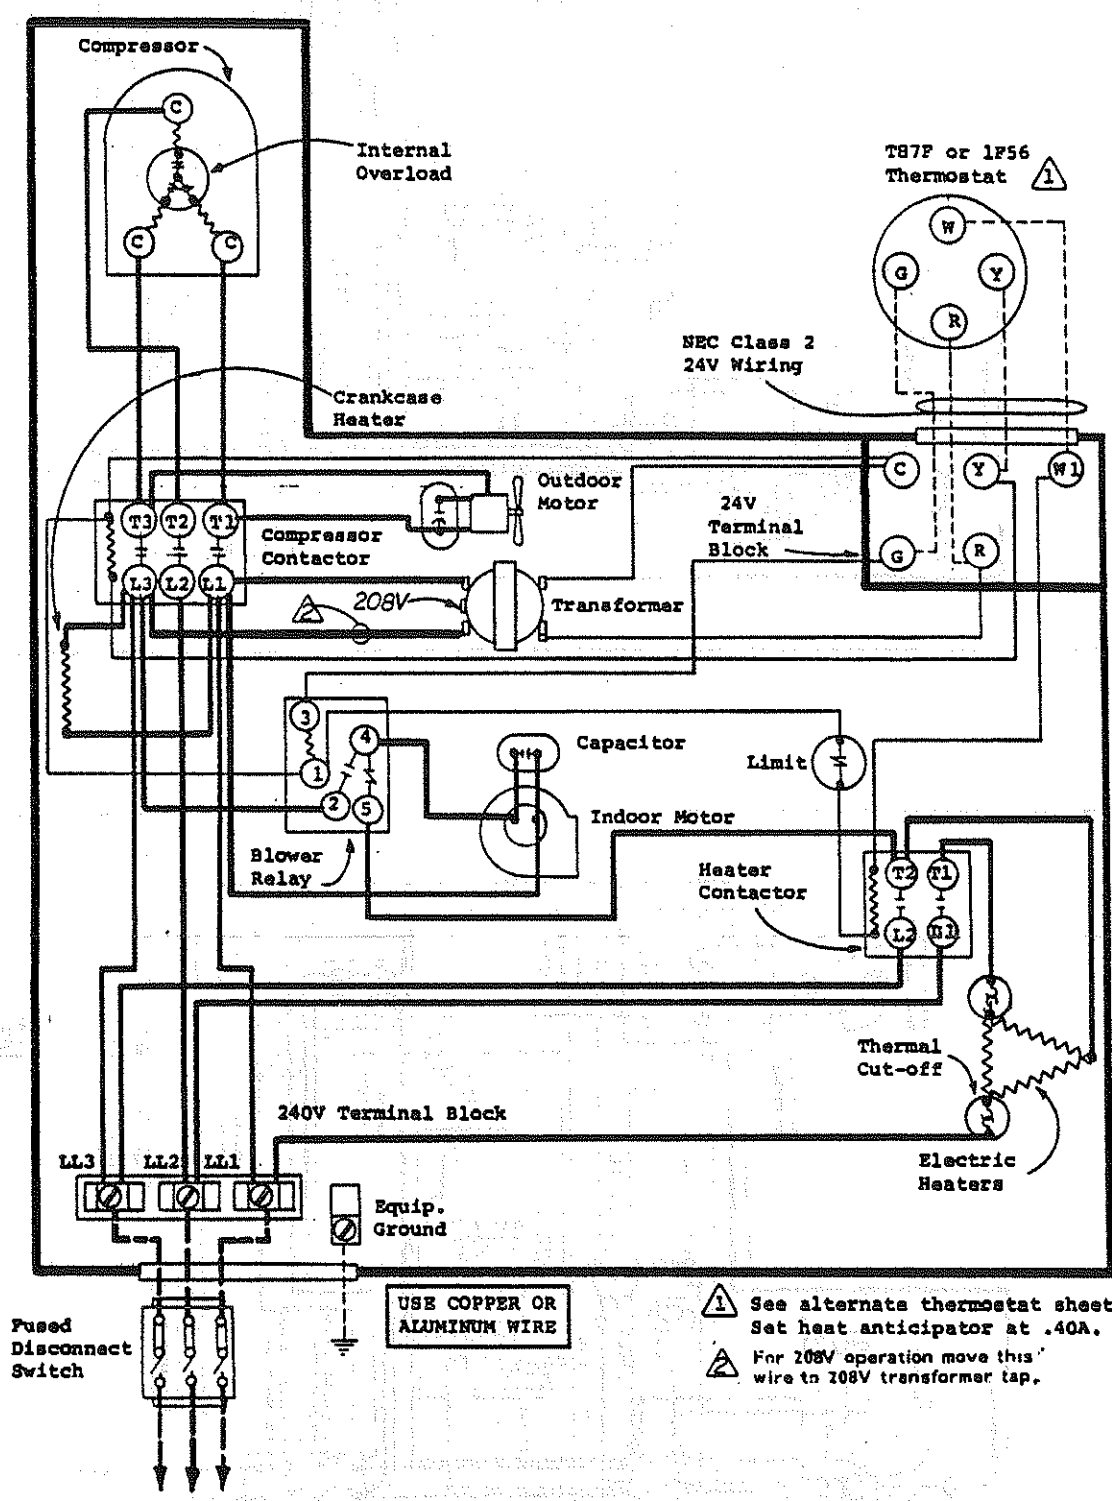 Compressor
C
Internal
Overload
C
C
T87F or 1F56
Thermostat
1
W
G
Y
R
NEC Class 2
24V Wiring
Crankcase
Heater
C
Y
W1
Outdoor
Motor
24V
Terminal
Block
G
R
T3
T2
T1
Compressor
Contactor
L3
L2
L1
2
208V
Transformer
3
4
1
2
5
Capacitor
Limit
Indoor Motor
Blower
Relay
Heater
Contactor
T2
T1
L2
Thermal
Cut-off
240V Terminal Block
LL3
LL2
LL1
Electric
Heaters
Equip.
Ground
USE COPPER OR
ALUMINUM WIRE
1
See alternate thermostat sheet
Set heat anticipator at .40A.
2
For 208V operation move this
wire to 208V transformer tap.
Fused
Disconnect
Switch